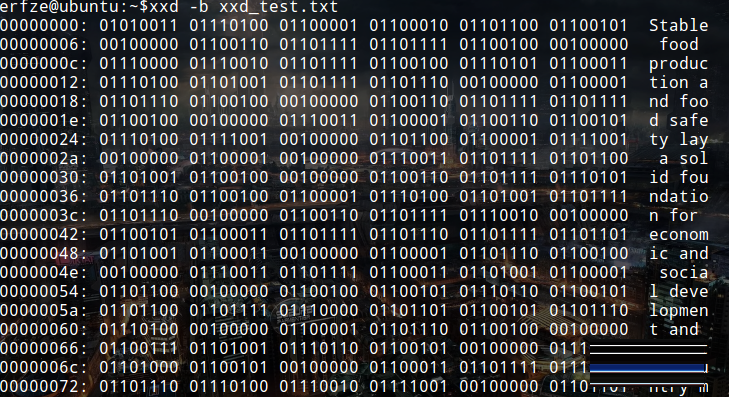 erfze@ubuntu:~$xxd -b xxd_test.txt
00000000: 01010011 01110100 01100001 01100010 01101100 01100101 Stable
00000006: 00100000 01100110 01101111 01101111 01100100 00100000 food
0000000c: 01110000 01110010 01101111 01100100 01110101 01100011 produc
00000012: 01110100 01101001 01101111 01101110 00100000 01100001 tion a
00000018: 01101110 01100100 00100000 01100110 01101111 01101111 nd foo
0000001e: 01100100 00100000 01110011 01100001 01100110 01100101 d safe
00000024: 01110100 01111001 00100000 01101100 01100001 01111001 ty lay
0000002a: 00100000 01100001 00100000 01110011 01101111 01101100 a sol
00000030: 01101001 01100100 00100000 01100110 01101111 01110101 id fou
00000036: 01101110 01100100 01100001 01110100 01101001 01101111 ndatio
0000003c: 01101110 00100000 01100110 01101111 01110010 00100000 n for
00000042: 01100101 01100011 01101111 01101110 01101111 01101101 econom
00000048: 01101001 01100011 00100000 01100001 01101110 01100100 ic and
0000004e: 00100000 01110011 01101111 01100011 01101001 01100001 socia
00000054: 01101100 00100000 01100100 01100101 01110110 01100101 l deve
0000005a: 01101100 01101111 01110000 01101101 01100101 01101110 lopmen
00000060: 01110100 00100000 01100001 01101110 01100100 00100000 t and
00000066: 01100111 01101001 01110110 01100101 00100000
0000006c: 01101000 01100101 00100000 01100011 01101111
00000072: 01101110 01110100 01110010 01111001 00100000 01101101 ntry m